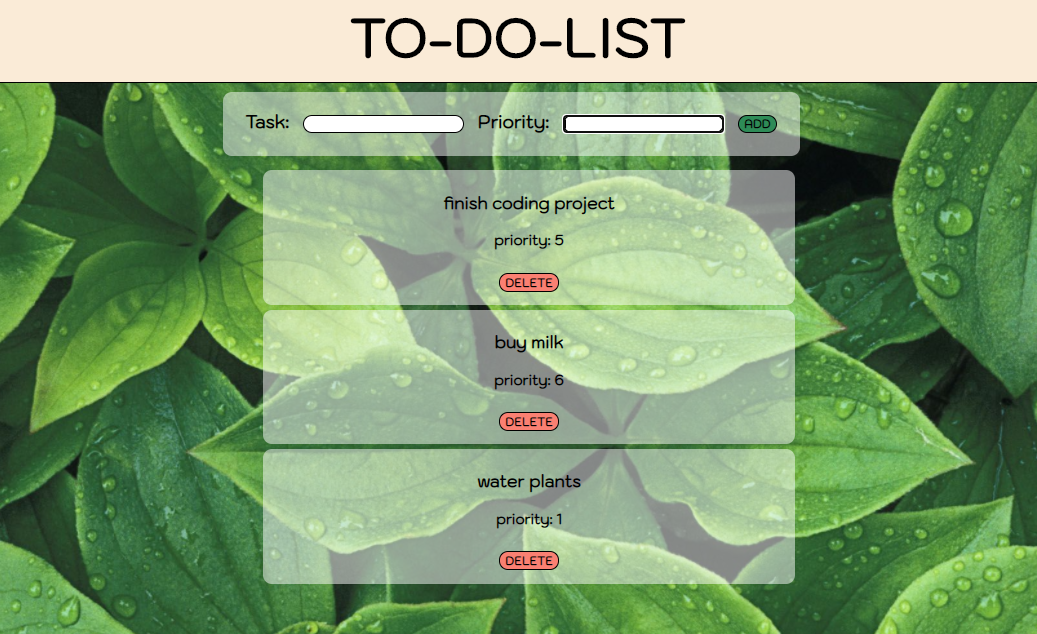 TO-DO-LIST
Task: Priority: ADD
finish coding project
priority: 5
DELETE
buy milk
priority: 6
DELETE
water plants
priority: 1
DELETE